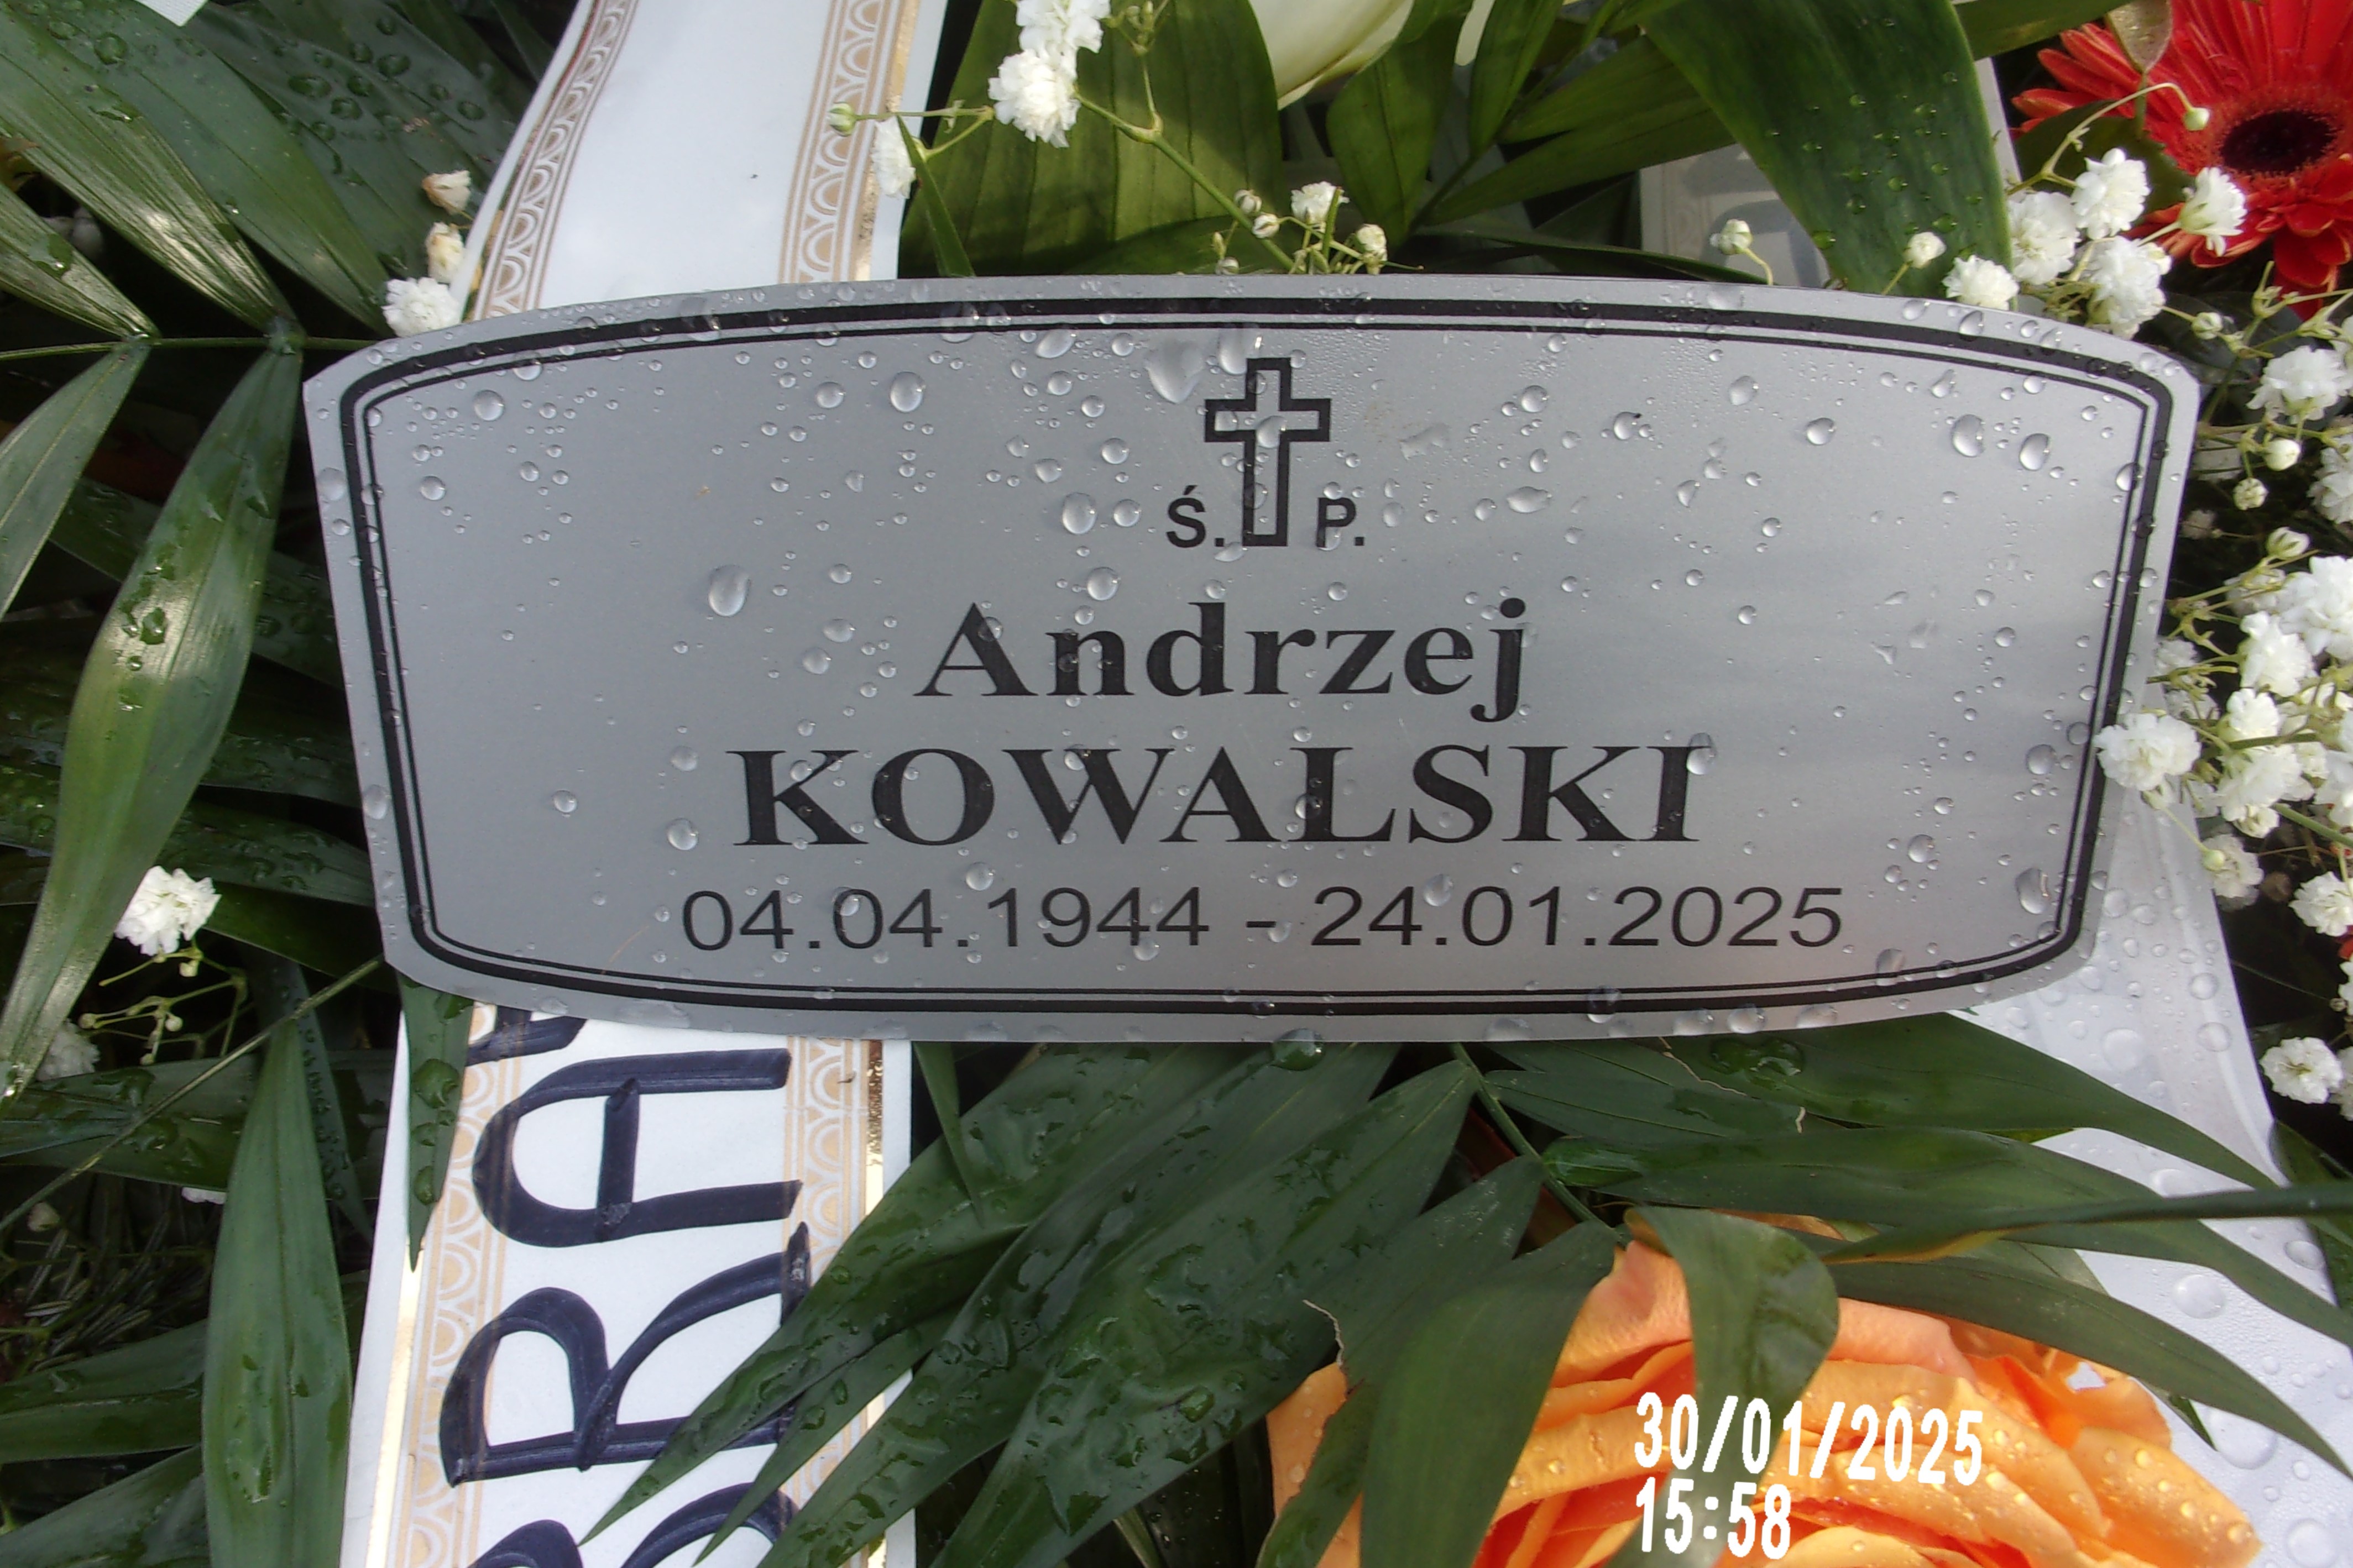 Ś. P.
Andrzej
KOWALSKI
04.04.1944 - 24.01.2025
30/01/2025
15:58